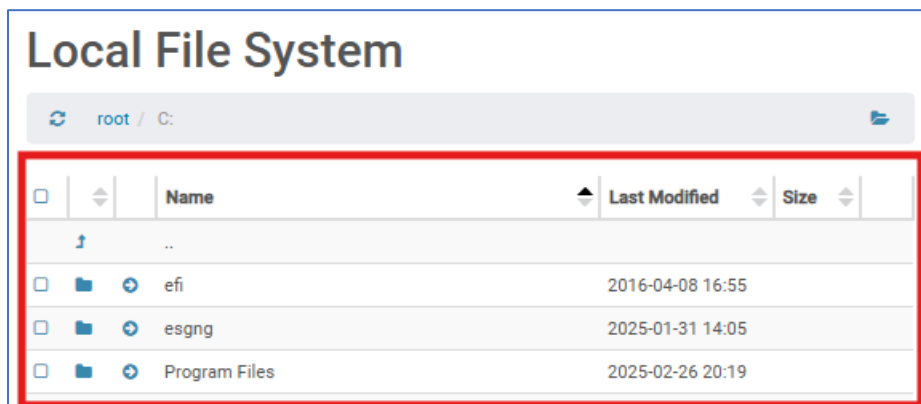 Local File System
root / C:
Name Last Modified Size
..
efi 2016-04-08 16:55
esgng 2025-01-31 14:05
Program Files 2025-02-26 20:19